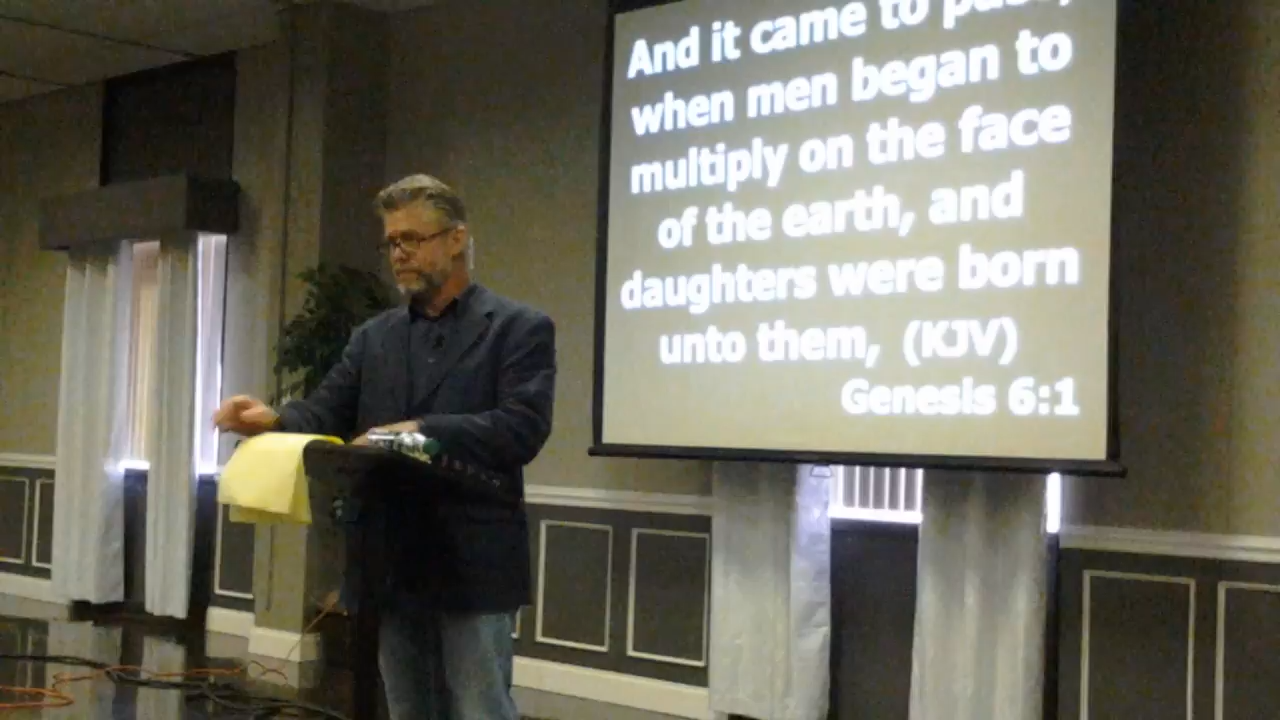 And it came to pass,
when men began to
multiply on the face
of the earth, and
daughters were born
unto them, (KJV)
Genesis 6:1